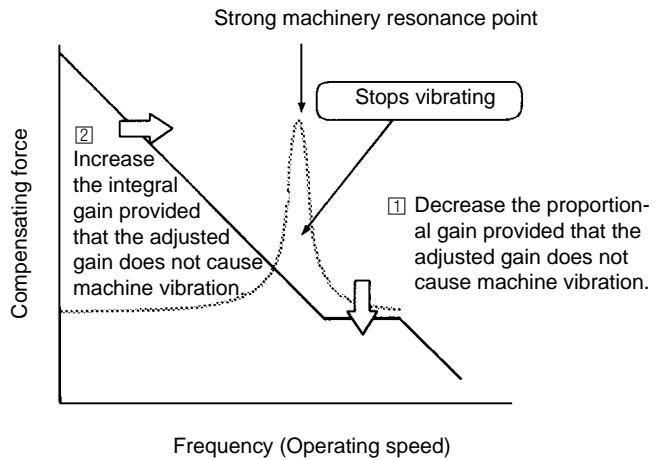 Strong machinery resonance point
Stops vibrating
2
Increase
the integral
gain provided
that the adjusted
gain does not cause
machine vibration.
1 Decrease the proportion-
al gain provided that the
adjusted gain does not
cause machine vibration.
Compensating force
Frequency (Operating speed)